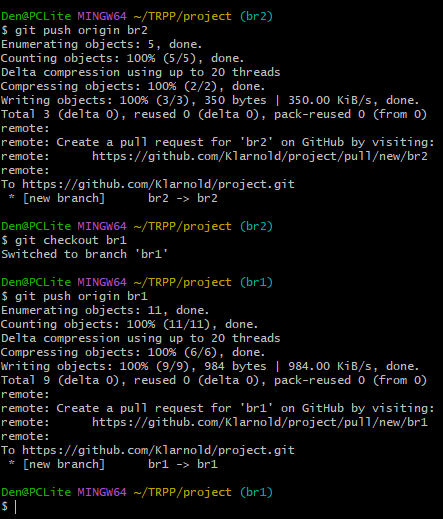 Den@PCLite MINGW64 ~/TRPP/project (br2)
$ git push origin br2
Enumerating objects: 5, done.
Counting objects: 100% (5/5), done.
Delta compression using up to 20 threads
Compressing objects: 100% (2/2), done.
Writing objects: 100% (3/3), 350 bytes | 350.00 KiB/s, done.
Total 3 (delta 0), reused 0 (delta 0), pack-reused 0 (from 0)
remote:
remote: Create a pull request for 'br2' on GitHub by visiting:
remote:      https://github.com/Klarnold/project/pull/new/br2
remote:
To https://github.com/Klarnold/project.git
 * [new branch]      br2 -> br2
Den@PCLite MINGW64 ~/TRPP/project (br2)
$ git checkout br1
Switched to branch 'br1'
Den@PCLite MINGW64 ~/TRPP/project (br1)
$ git push origin br1
Enumerating objects: 11, done.
Counting objects: 100% (11/11), done.
Delta compression using up to 20 threads
Compressing objects: 100% (6/6), done.
Writing objects: 100% (9/9), 984 bytes | 984.00 KiB/s, done.
Total 9 (delta 0), reused 0 (delta 0), pack-reused 0 (from 0)
remote:
remote: Create a pull request for 'br1' on GitHub by visiting:
remote:      https://github.com/Klarnold/project/pull/new/br1
remote:
To https://github.com/Klarnold/project.git
 * [new branch]      br1 -> br1
Den@PCLite MINGW64 ~/TRPP/project (br1)
$